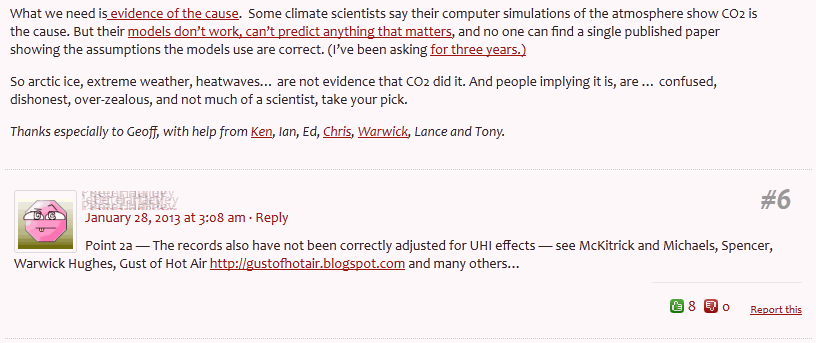 What we need is evidence of the cause. Some climate scientists say their computer simulations of the atmosphere show CO2 is
the cause. But their models don't work, can't predict anything that matters, and no one can find a single published paper
showing the assumptions the models use are correct. (I've been asking for three years.)
So arctic ice, extreme weather, heatwaves… are not evidence that CO2 did it. And people implying it is, are … confused,
dishonest, over-zealous, and not much of a scientist, take your pick.
Thanks especially to Geoff, with help from Ken, Ian, Ed, Chris, Warwick, Lance and Tony.
#6
January 28, 2013 at 3:08 am · Reply
Point 2a — The records also have not been correctly adjusted for UHI effects — see McKitrick and Michaels, Spencer,
Warwick Hughes, Gust of Hot Air http://gustofhotair.blogspot.com and many others…
8 0 Report this